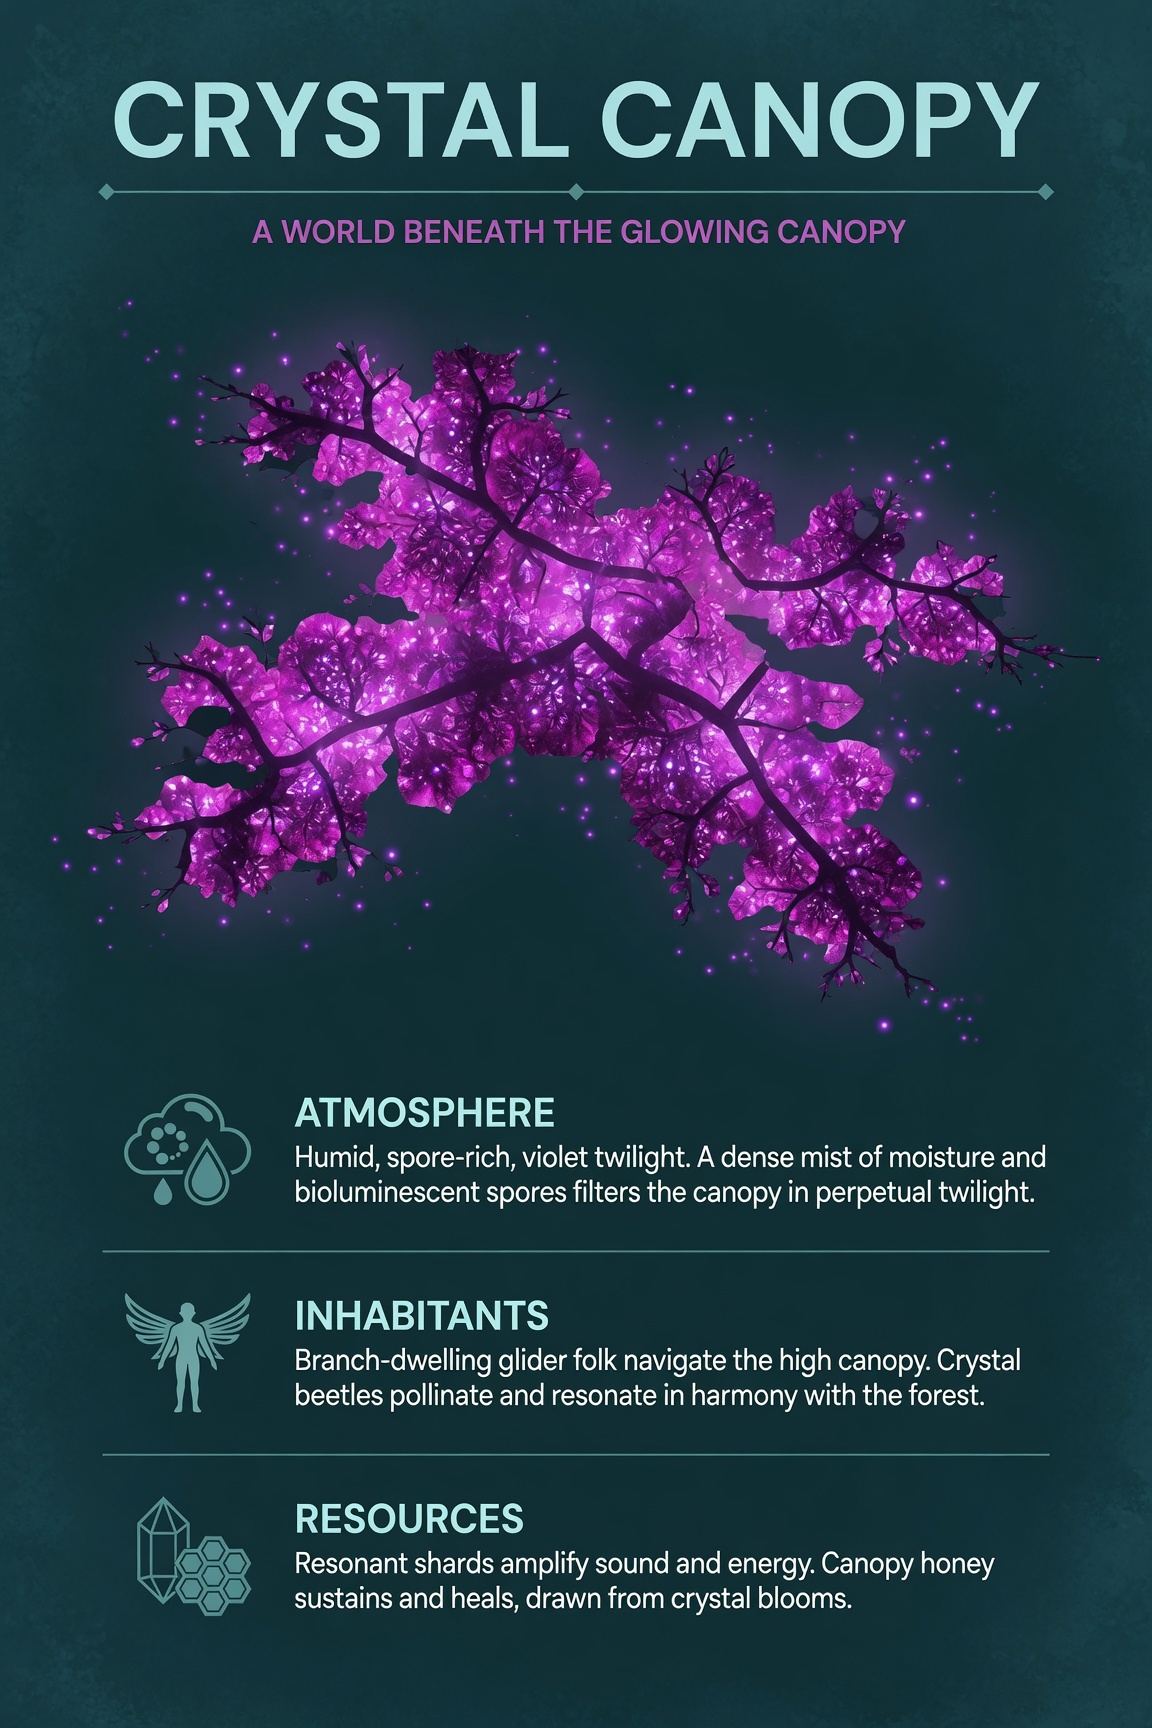 CRYSTAL CANOPY
A WORLD BENEATH THE GLOWING CANOPY
ATMOSPHERE
Humid, spore-rich, violet twilight. A dense mist of moisture and
bioluminescent spores filters the canopy in perpetual twilight.
INHABITANTS
Branch-dwelling glider folk navigate the high canopy. Crystal
beetles pollinate and resonate in harmony with the forest.
RESOURCES
Resonant shards amplify sound and energy. Canopy honey
sustains and heals, drawn from crystal blooms.